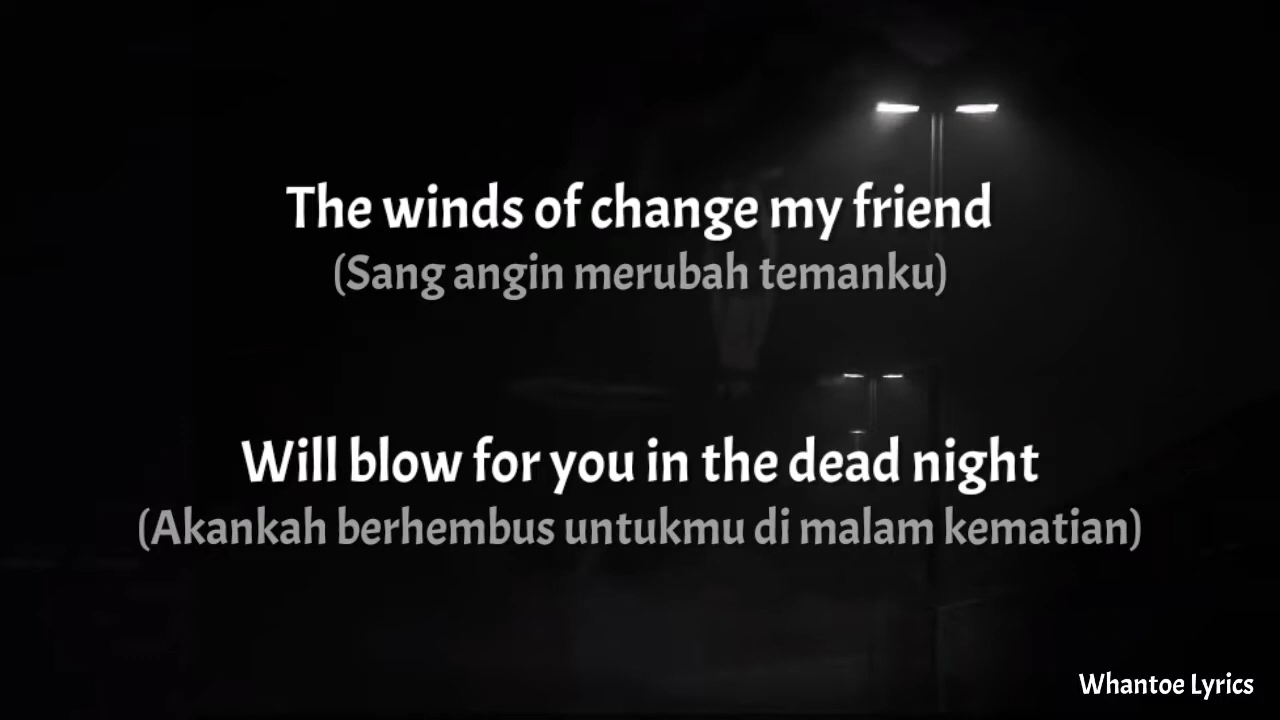 The winds of change my friend
(Sang angin merubah temanku)
Will blow for you in the dead night
(Akankah berhembus untukmu di malam kematian)
Whantoe Lyrics